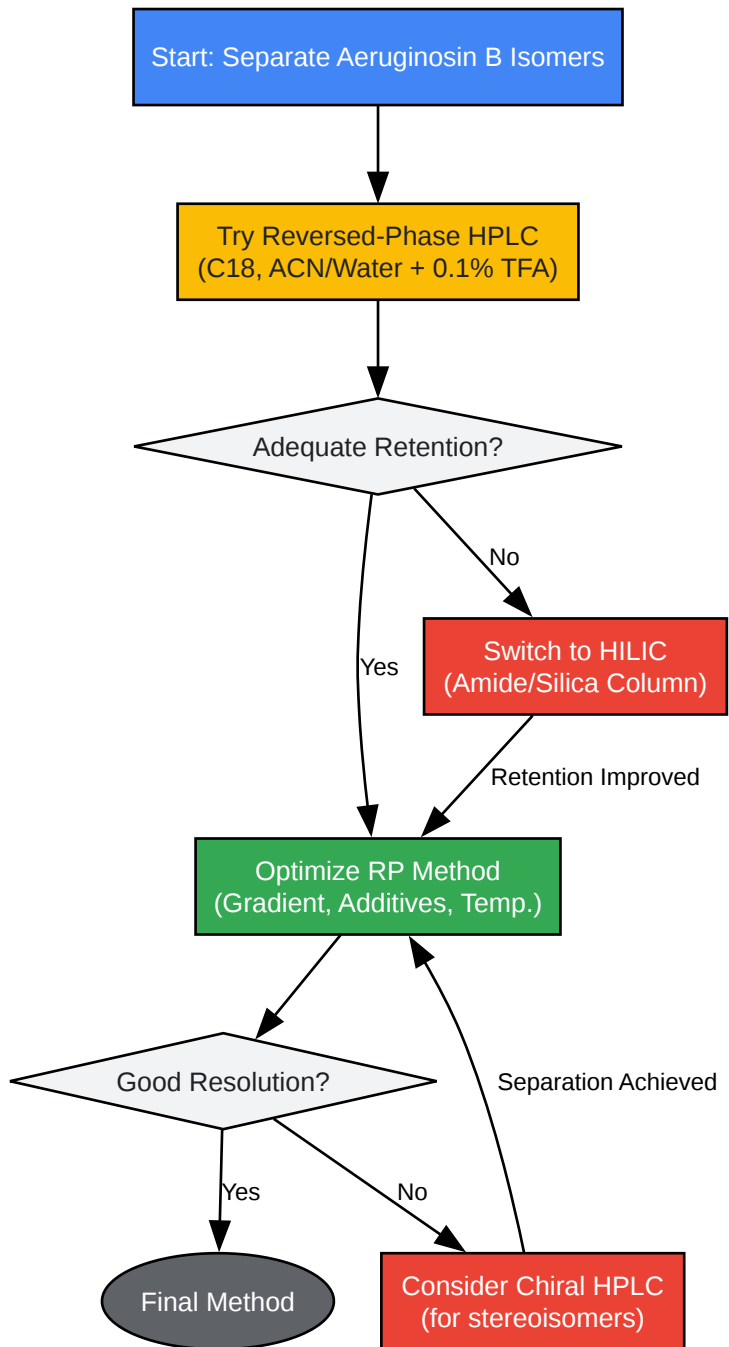 Start: Separate Aeruginosin B Isomers
Try Reversed-Phase HPLC
(C18, ACN/Water + 0.1% TFA)
Adequate Retention?
No
Switch to HILIC
(Amide/Silica Column)
Yes
Retention Improved
Optimize RP Method
(Gradient, Additives, Temp.)
Good Resolution?
Separation Achieved
Yes
No
Final Method
Consider Chiral HPLC
(for stereoisomers)